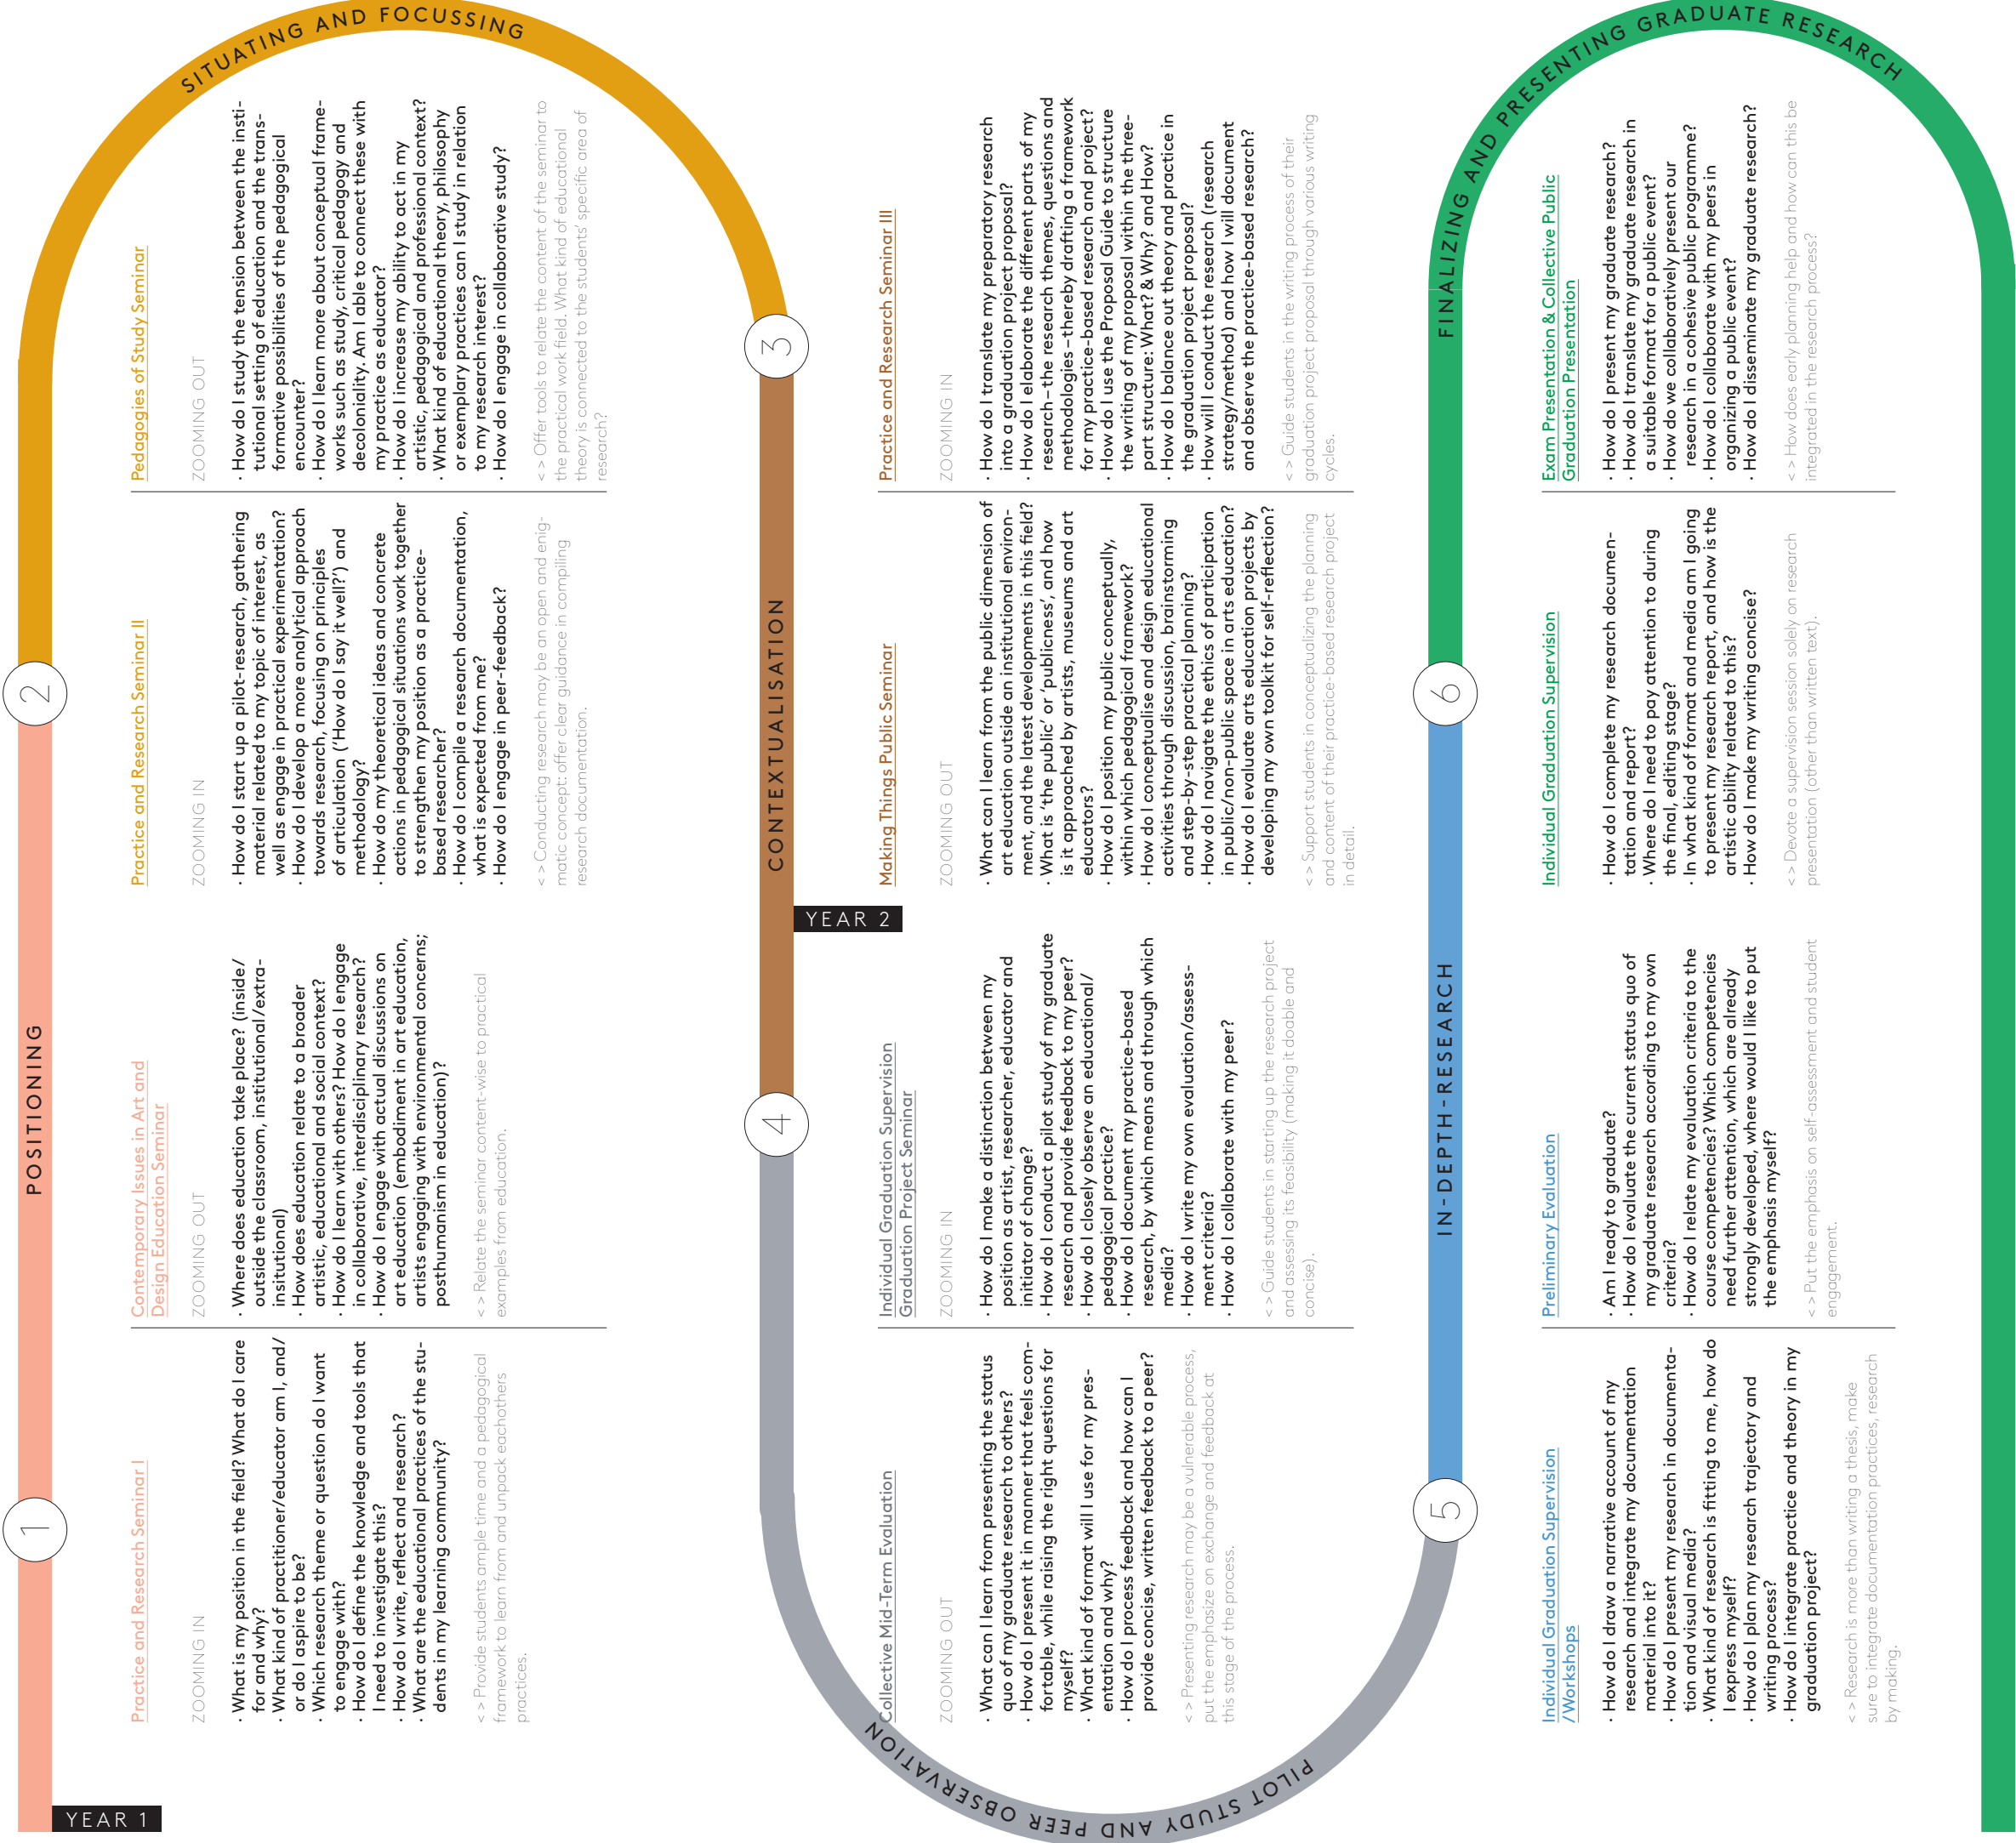 YEAR 1
POSITIONING
1
Practice and Research Seminar I
ZOOMING IN
· What is my position in the field? What do I care
for and why?
· What kind of practitioner/educator am I, and/
or do I aspire to be?
· Which research theme or question do I want
to engage with?
· How do I define the knowledge and tools that
I need to investigate this?
· How do I write, reflect and research?
· What are the educational practices of the stu-
dents in my learning community?
< > Provide students ample time and a pedagogical
framework to learn from and unpack eachothers
practices.
Contemporary Issues in Art and
Design Education Seminar
ZOOMING OUT
· Where does education take place? (inside/
outside the classroom, institutional/extra-
insitutional)
· How does education relate to a broader
artistic, educational and social context?
· How do I learn with others? How do I engage
in collaborative, interdisciplinary research?
· How do I engage with actual discussions on
art education (embodiment in art education,
artists engaging with environmental concerns;
posthumanism in education)?
< > Relate the seminar content-wise to practical
examples from education.
2
SITUATING AND FOCUSSING
Practice and Research Seminar II
ZOOMING IN
· How do I start up a pilot-research, gathering
material related to my topic of interest, as
well as engage in practical experimentation?
· How do I develop a more analytical approach
towards research, focusing on principles
of articulation (‘How do I say it well?’) and
methodology?
· How do my theoretical ideas and concrete
actions in pedagogical situations work together
to strengthen my position as a practice-
based researcher?
· How do I compile a research documentation,
what is expected from me?
· How do I engage in peer-feedback?
< > Conducting research may be an open and enig-
matic concept: offer clear guidance in compiling
research documentation.
Pedagogies of Study Seminar
ZOOMING OUT
· How do I study the tension between the insti-
tutional setting of education and the trans-
formative possibilities of the pedagogical
encounter?
· How do I learn more about conceptual frame-
works such as study, critical pedagogy and
decoloniality. Am I able to connect these with
my practice as educator?
· How do I increase my ability to act in my
artistic, pedagogical and professional context?
· What kind of educational theory, philosophy
or exemplary practices can I study in relation
to my research interest?
· How do I engage in collaborative study?
< > Offer tools to relate the content of the seminar to
the practical work field. What kind of educational
theory is connected to the students’ specific area of
research?
3
CONTEXTUALISATION
YEAR 2
Practice and Research Seminar III
ZOOMING IN
· How do I translate my preparatory research
into a graduation project proposal?
· How do I elaborate the different parts of my
research–the research themes, questions and
methodologies–thereby drafting a framework
for my practice-based research and project?
· How do I use the Proposal Guide to structure
the writing of my proposal within the three-
part structure: What? & Why? and How?
· How do I balance out theory and practice in
the graduation project proposal?
· How will I conduct the research (research
strategy/method) and how I will document
and observe the practice-based research?
< > Guide students in the writing process of their
graduation project proposal through various writing
cycles.
Making Things Public Seminar
ZOOMING OUT
· What can I learn from the public dimension of
art education outside an institutional environ-
ment, and the latest developments in this field?
· What is ‘the public’ or ‘publicness’, and how
is it approached by artists, museums and art
educators?
· How do I position my public conceptually,
within which pedagogical framework?
· How do I conceptualise and design educational
activities through discussion, brainstorming
and step-by-step practical planning?
· How do I navigate the ethics of participation
in public/non-public space in arts education?
· How do I evaluate arts education projects by
developing my own toolkit for self-reflection?
< > Support students in conceptualizing the planning
and content of their practice-based research project
in detail.
4
PILOT STUDY AND PEER OBSERVATION
Individual Graduation Supervision
Graduation Project Seminar
ZOOMING IN
· How do I make a distinction between my
position as artist, researcher, educator and
initiator of change?
· How do I conduct a pilot study of my graduate
research and provide feedback to my peer?
· How do I closely observe an educational/
pedagogical practice?
· How do I document my practice-based
research, by which means and through which
media?
· How do I write my own evaluation/assess-
ment criteria?
· How do I collaborate with my peer?
< > Guide students in starting up the research project
and assessing its feasibility (making it doable and
concise).
Collective Mid-Term Evaluation
ZOOMING OUT
· What can I learn from presenting the status
quo of my graduate research to others?
· How do I present it in manner that feels com-
fortable, while raising the right questions for
myself?
· What kind of format will I use for my pres-
entation and why?
· How do I process feedback and how can I
provide concise, written feedback to a peer?
< > Presenting research may be a vulnerable process,
put the emphasize on exchange and feedback at
this stage of the process.
5
IN-DEPTH-RESEARCH
Individual Graduation Supervision
/Workshops
· How do I draw a narrative account of my
research and integrate my documentation
material into it?
· How do I present my research in documenta-
tion and visual media?
· What kind of research is fitting to me, how do
I express myself?
· How do I plan my research trajectory and
writing process?
· How do I integrate practice and theory in my
graduation project?
< > Research is more than writing a thesis, make
sure to integrate documentation practices, research
by making.
Preliminary Evaluation
· Am I ready to graduate?
· How do I evaluate the current status quo of
my graduate research according to my own
criteria?
· How do I relate my evaluation criteria to the
course competencies? Which competencies
need further attention, which are already
strongly developed, where would I like to put
the emphasis myself?
< > Put the emphasis on self-assessment and student
engagement.
6
FINALIZING AND PRESENTING GRADUATE RESEARCH
Individual Graduation Supervision
· How do I complete my research documen-
tation and report?
· Where do I need to pay attention to during
the final, editing stage?
· In what kind of format and media am I going
to present my research report, and how is the
artistic ability related to this?
· How do I make my writing concise?
< > Devote a supervision session solely on research
presentation (other than written text).
Exam Presentation & Collective Public
Graduation Presentation
· How do I present my graduate research?
· How do I translate my graduate research in
a suitable format for a public event?
· How do we collaboratively present our
research in a cohesive public programme?
· How do I collaborate with my peers in
organizing a public event?
· How do I disseminate my graduate research?
< > How does early planning help and how can this be
integrated in the research process?